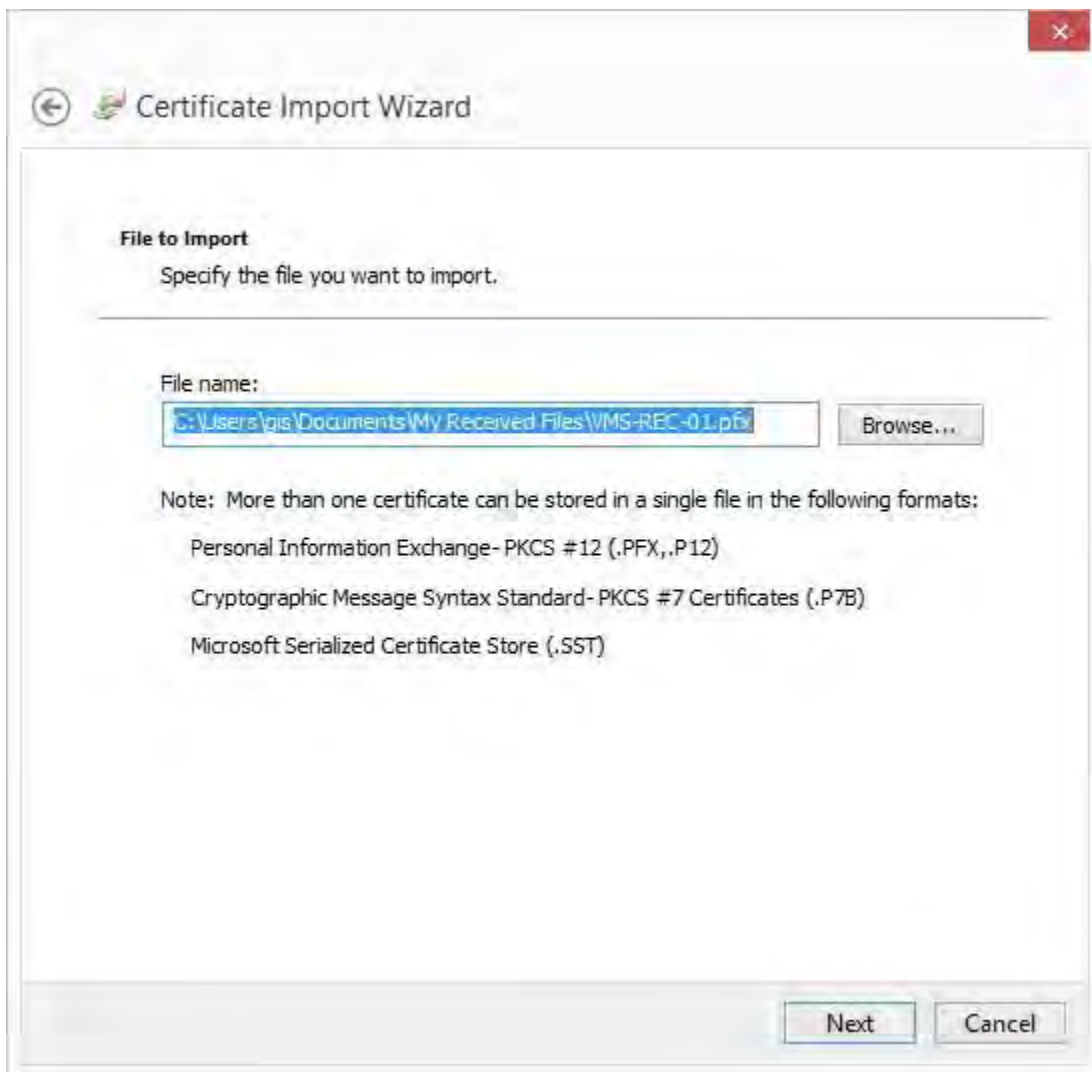 Certificate Import Wizard
File to Import
Specify the file you want to import.
File name:
C:\Users\gis\Documents\My Received Files\VMS-REC-01.pfx
Browse...
Note: More than one certificate can be stored in a single file in the following formats:
Personal Information Exchange- PKCS #12 (.PFX,.P12)
Cryptographic Message Syntax Standard- PKCS #7 Certificates (.P7B)
Microsoft Serialized Certificate Store (.SST)
Next
Cancel